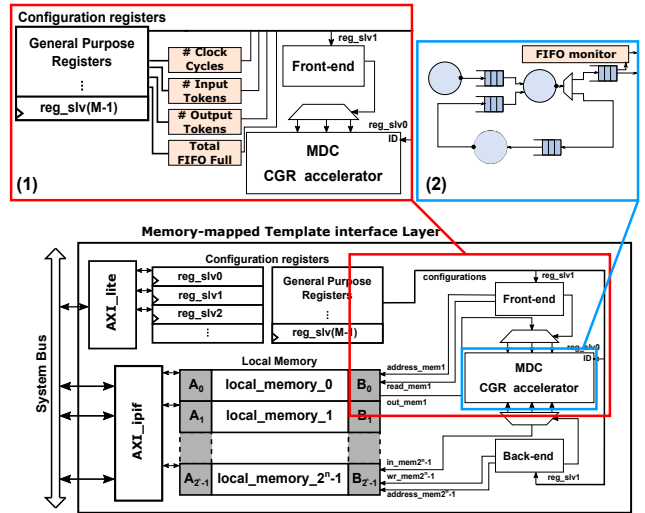 Configuration registers
General Purpose
Registers
⋮
reg_slv(M-1)
# Clock
Cycles
# Input
Tokens
# Output
Tokens
Total
FIFO Full
reg_slv1
Front-end
reg_slv0
ID
MDC
CGR accelerator
(1)
FIFO monitor
(2)
Memory-mapped Template interface Layer
System Bus
AXI_lite
Configuration registers
reg_slv0
reg_slv1
reg_slv2
⋮
General Purpose
Registers
⋮
reg_slv(M-1)
configurations
reg_slv1
Front-end
reg_slv0
ID
MDC
CGR accelerator
AXI_ipif
Local Memory
A0 local_memory_0 B0
A1 local_memory_1 B1
A2ⁿ-1 local_memory_2ⁿ-1 B2ⁿ-1
address_mem1
read_mem1
out_mem1
in_mem2ⁿ-1
wr_mem2ⁿ-1
address_mem2ⁿ-1
Back-end
reg_slv1